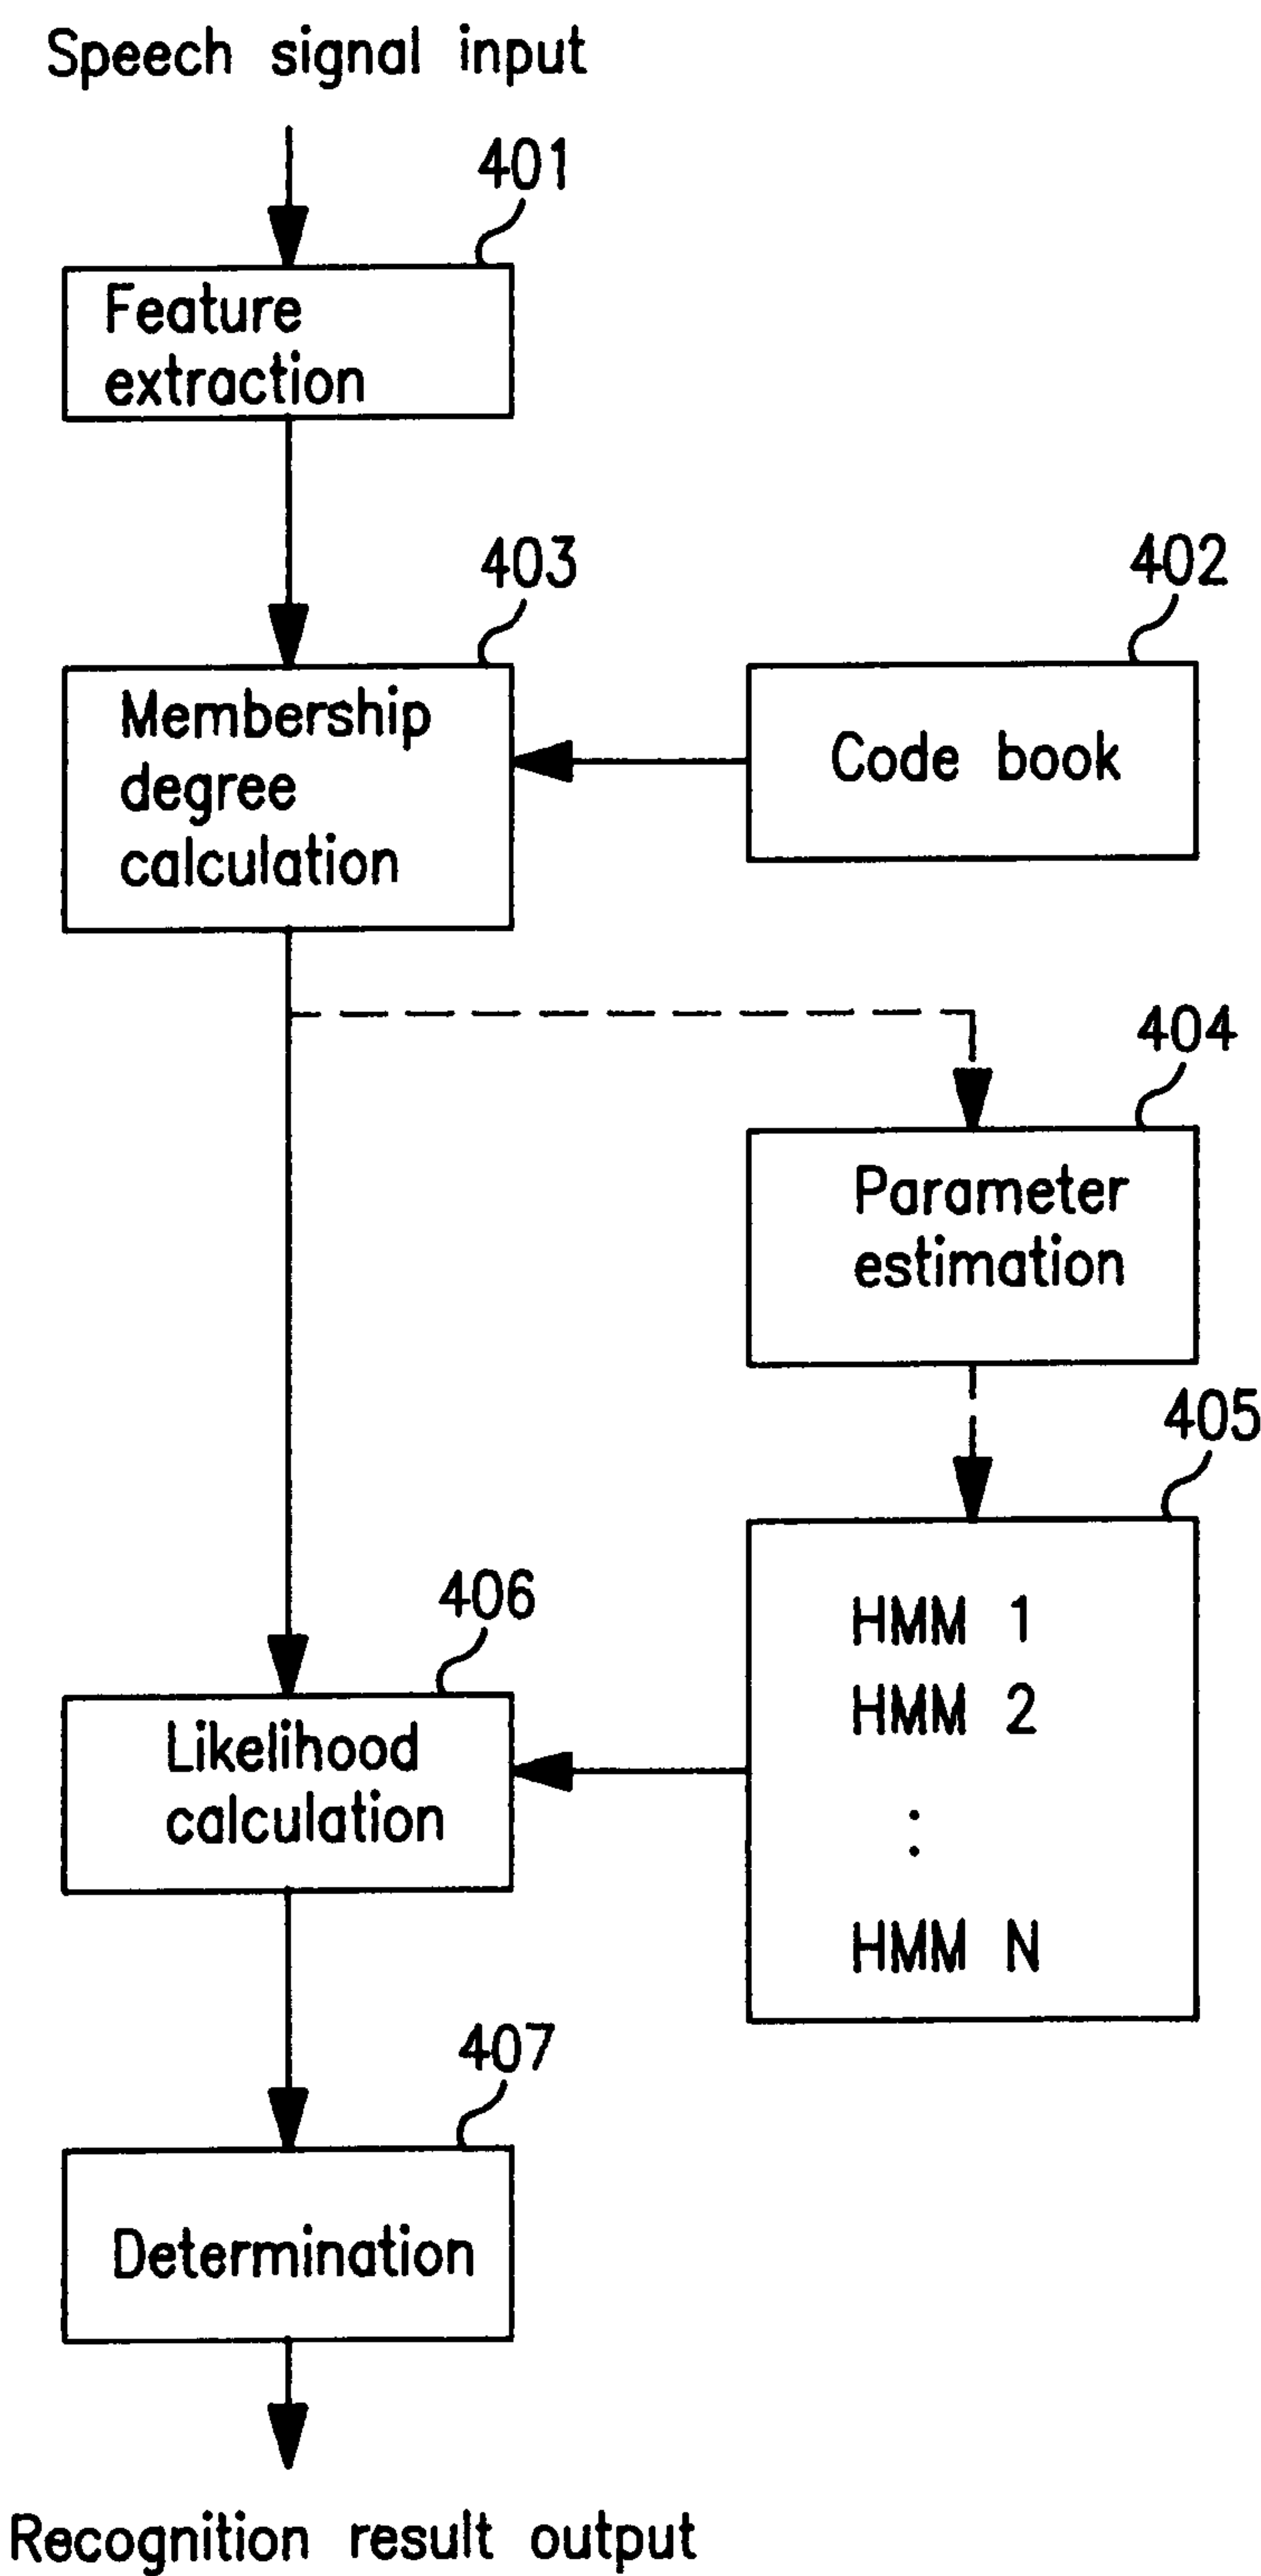 Speech signal input
401
Feature
extraction
403
402
Membership
degree
calculation
Code book
404
Parameter
estimation
405
HMM 1
HMM 2
:
HMM N
406
Likelihood
calculation
407
Determination
Recognition result output